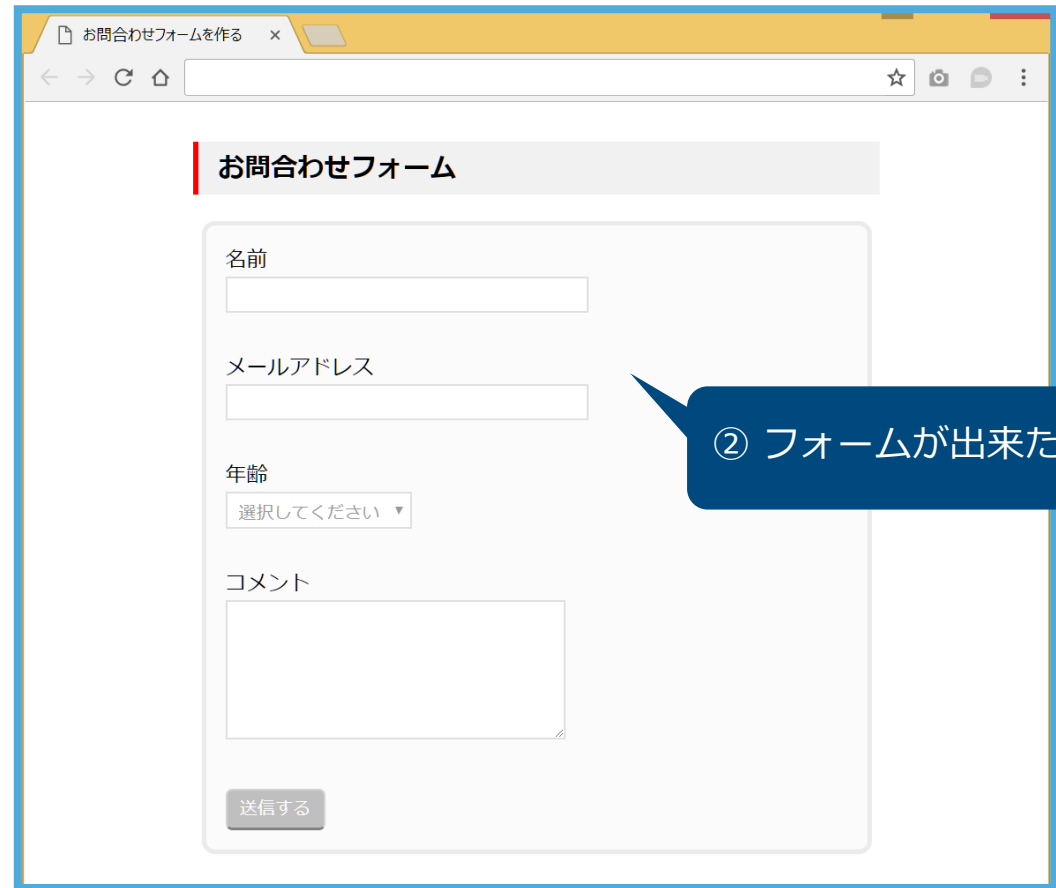 お問合わせフォームを作る
お問合わせフォーム
名前
メールアドレス
② フォームが出来た
年齢
選択してください
コメント
送信する